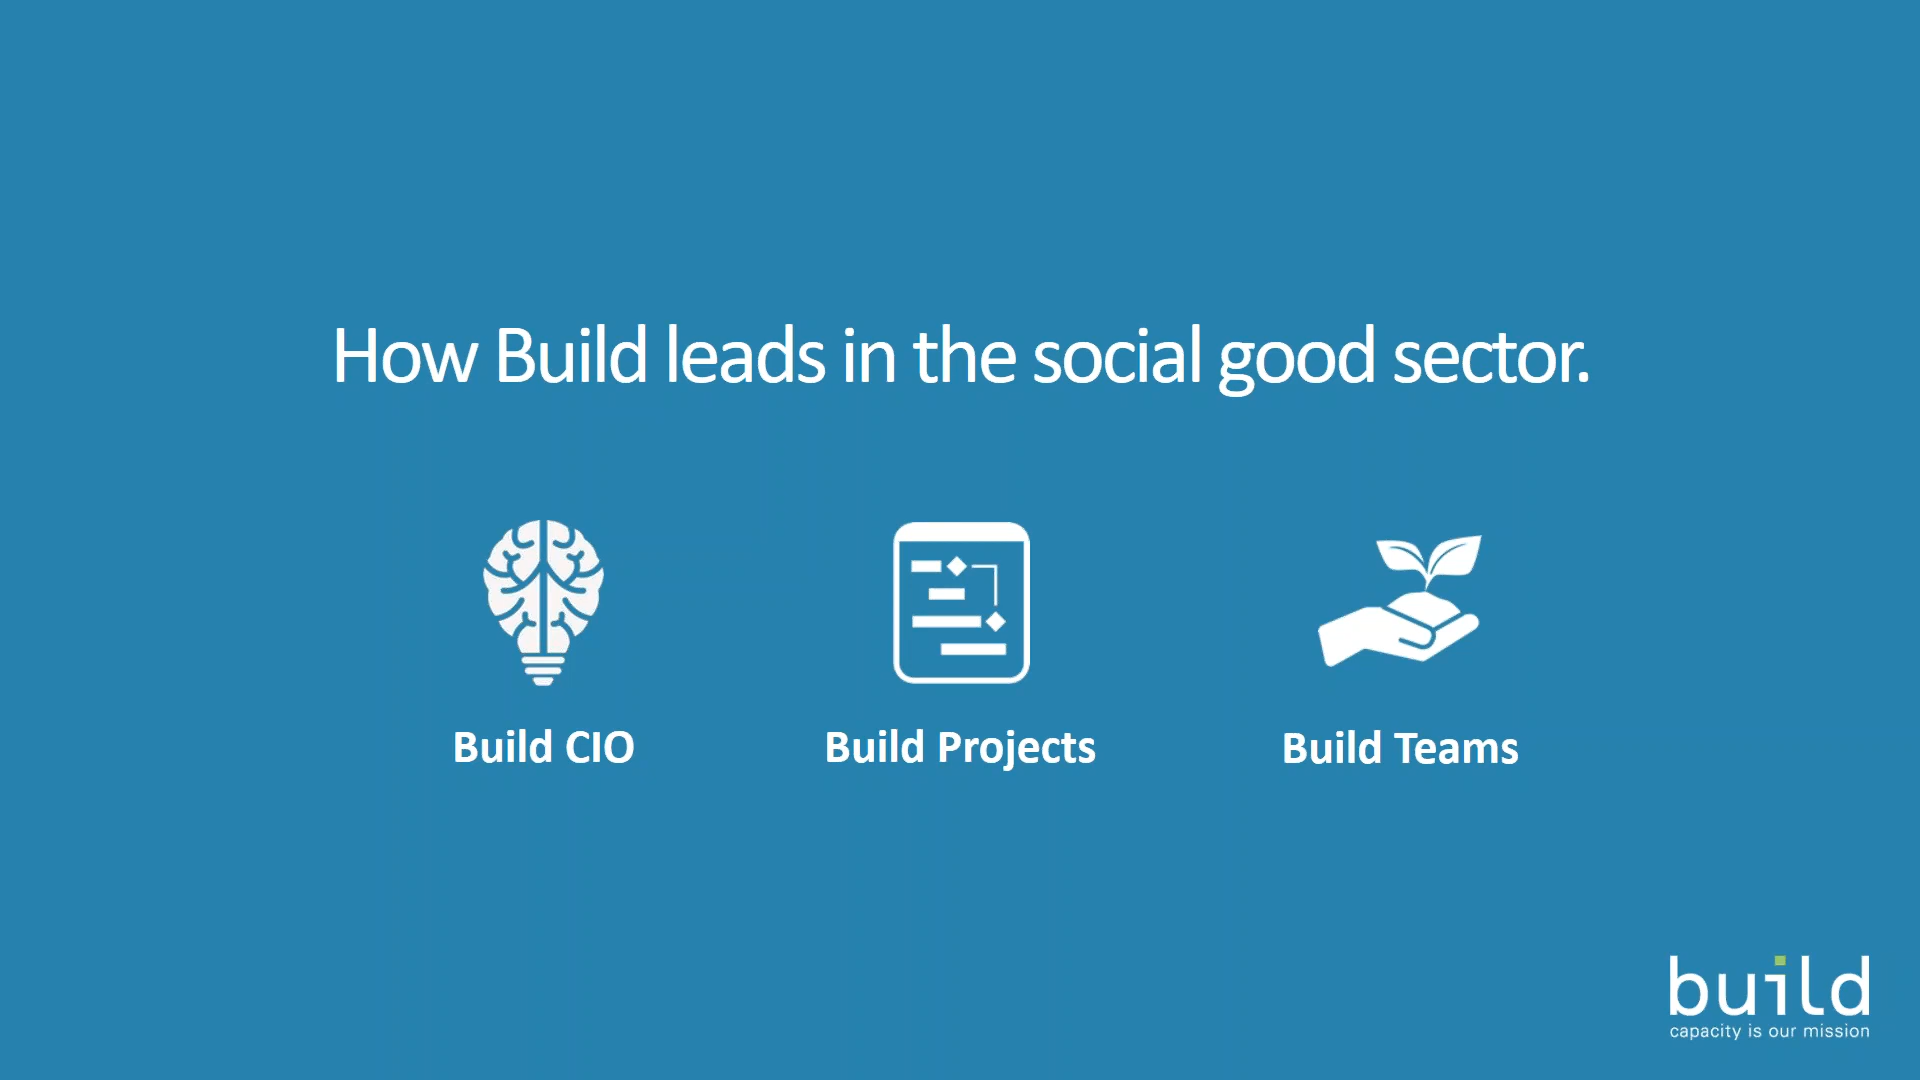 How Build leads in the social good sector.
Build CIO
Build Projects
Build Teams
build
capacity is our mission